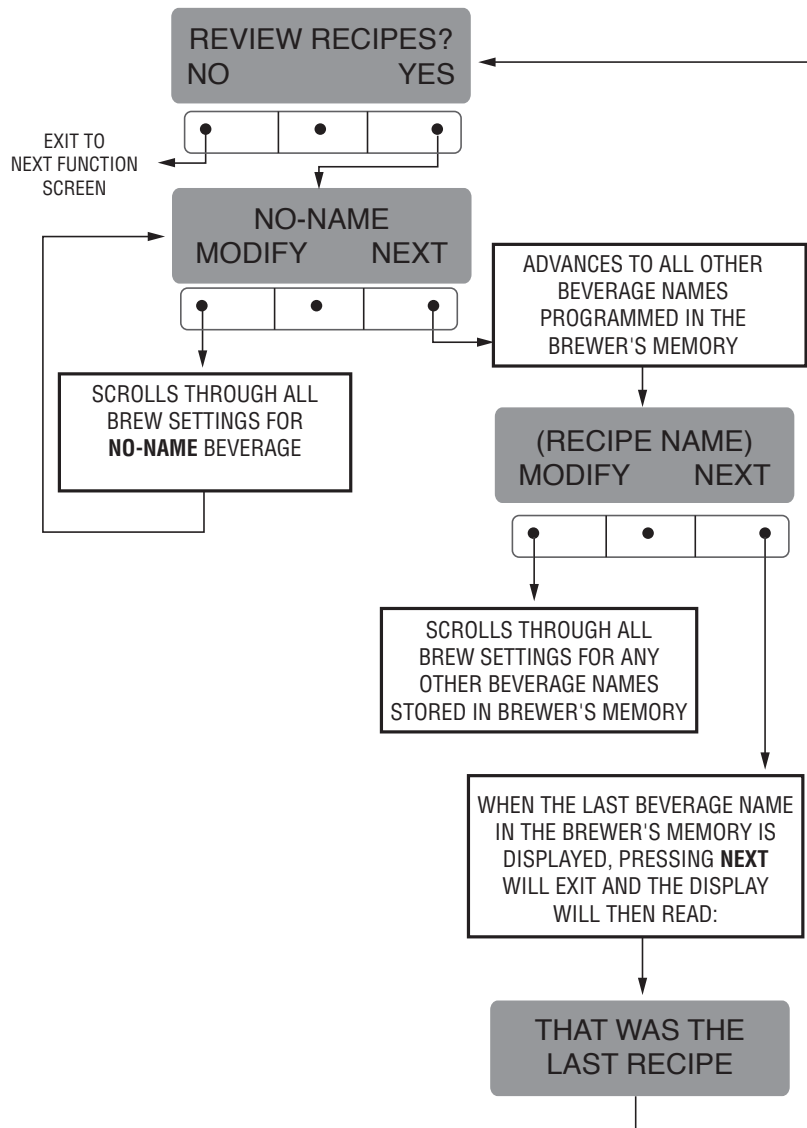 REVIEW RECIPES?
NO YES
EXIT TO
NEXT FUNCTION
SCREEN
NO-NAME
MODIFY NEXT
ADVANCES TO ALL OTHER
BEVERAGE NAMES
PROGRAMMED IN THE
BREWER'S MEMORY
SCROLLS THROUGH ALL
BREW SETTINGS FOR
NO-NAME BEVERAGE
(RECIPE NAME)
MODIFY NEXT
SCROLLS THROUGH ALL
BREW SETTINGS FOR ANY
OTHER BEVERAGE NAMES
STORED IN BREWER'S MEMORY
WHEN THE LAST BEVERAGE NAME
IN THE BREWER'S MEMORY IS
DISPLAYED, PRESSING NEXT
WILL EXIT AND THE DISPLAY
WILL THEN READ:
THAT WAS THE
LAST RECIPE